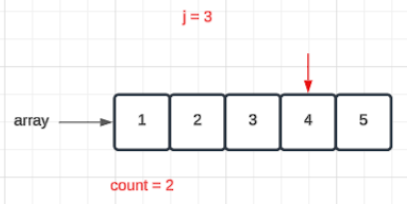 j = 3
array 1 2 3 4 5
count = 2